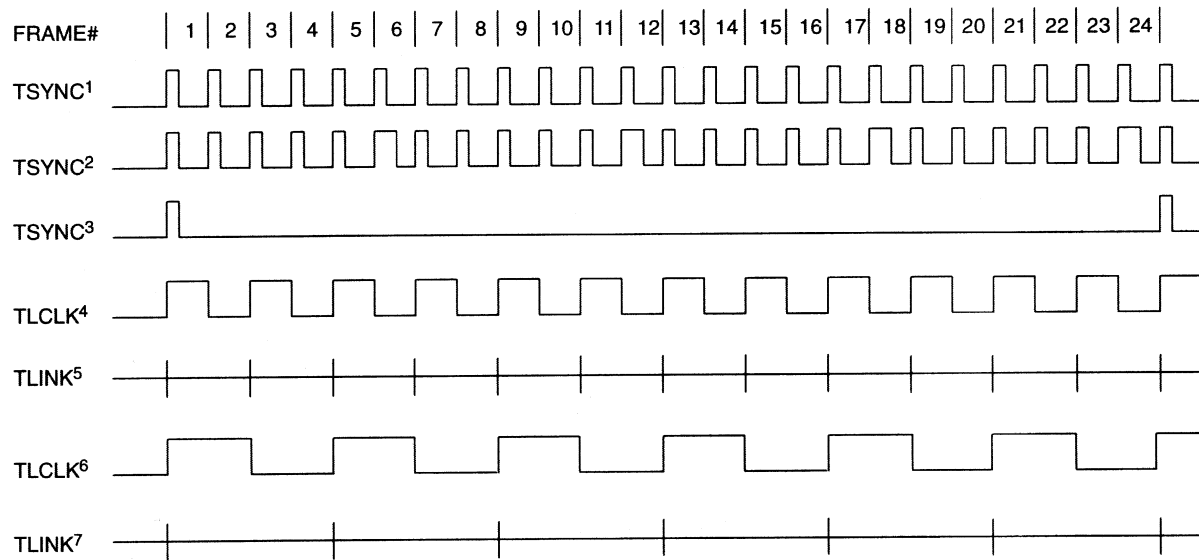 FRAME# 1 2 3 4 5 6 7 8 9 10 11 12 13 14 15 16 17 18 19 20 21 22 23 24
TSYNC1
TSYNC2
TSYNC3
TLCLK4
TLINK5
TLCLK6
TLINK7